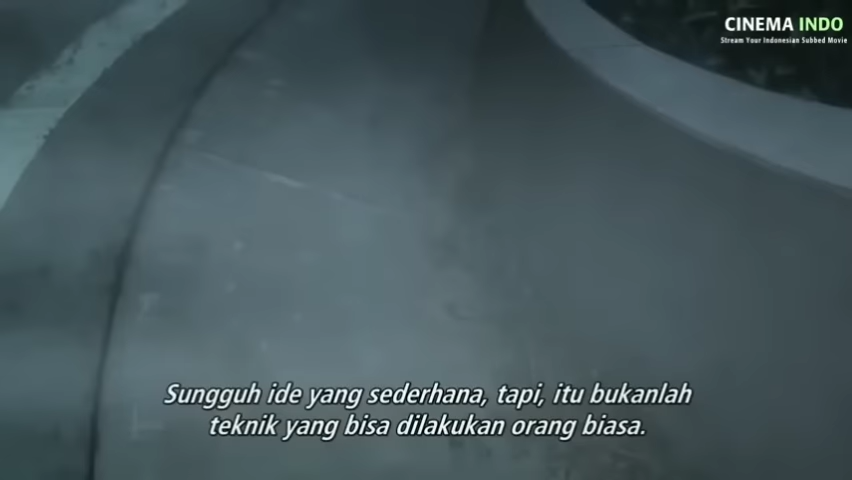 CINEMA INDO
Stream Your Indonesian Subbed Movie
Sungguh ide yang sederhana, tapi, itu bukanlah
teknik yang bisa dilakukan orang biasa.